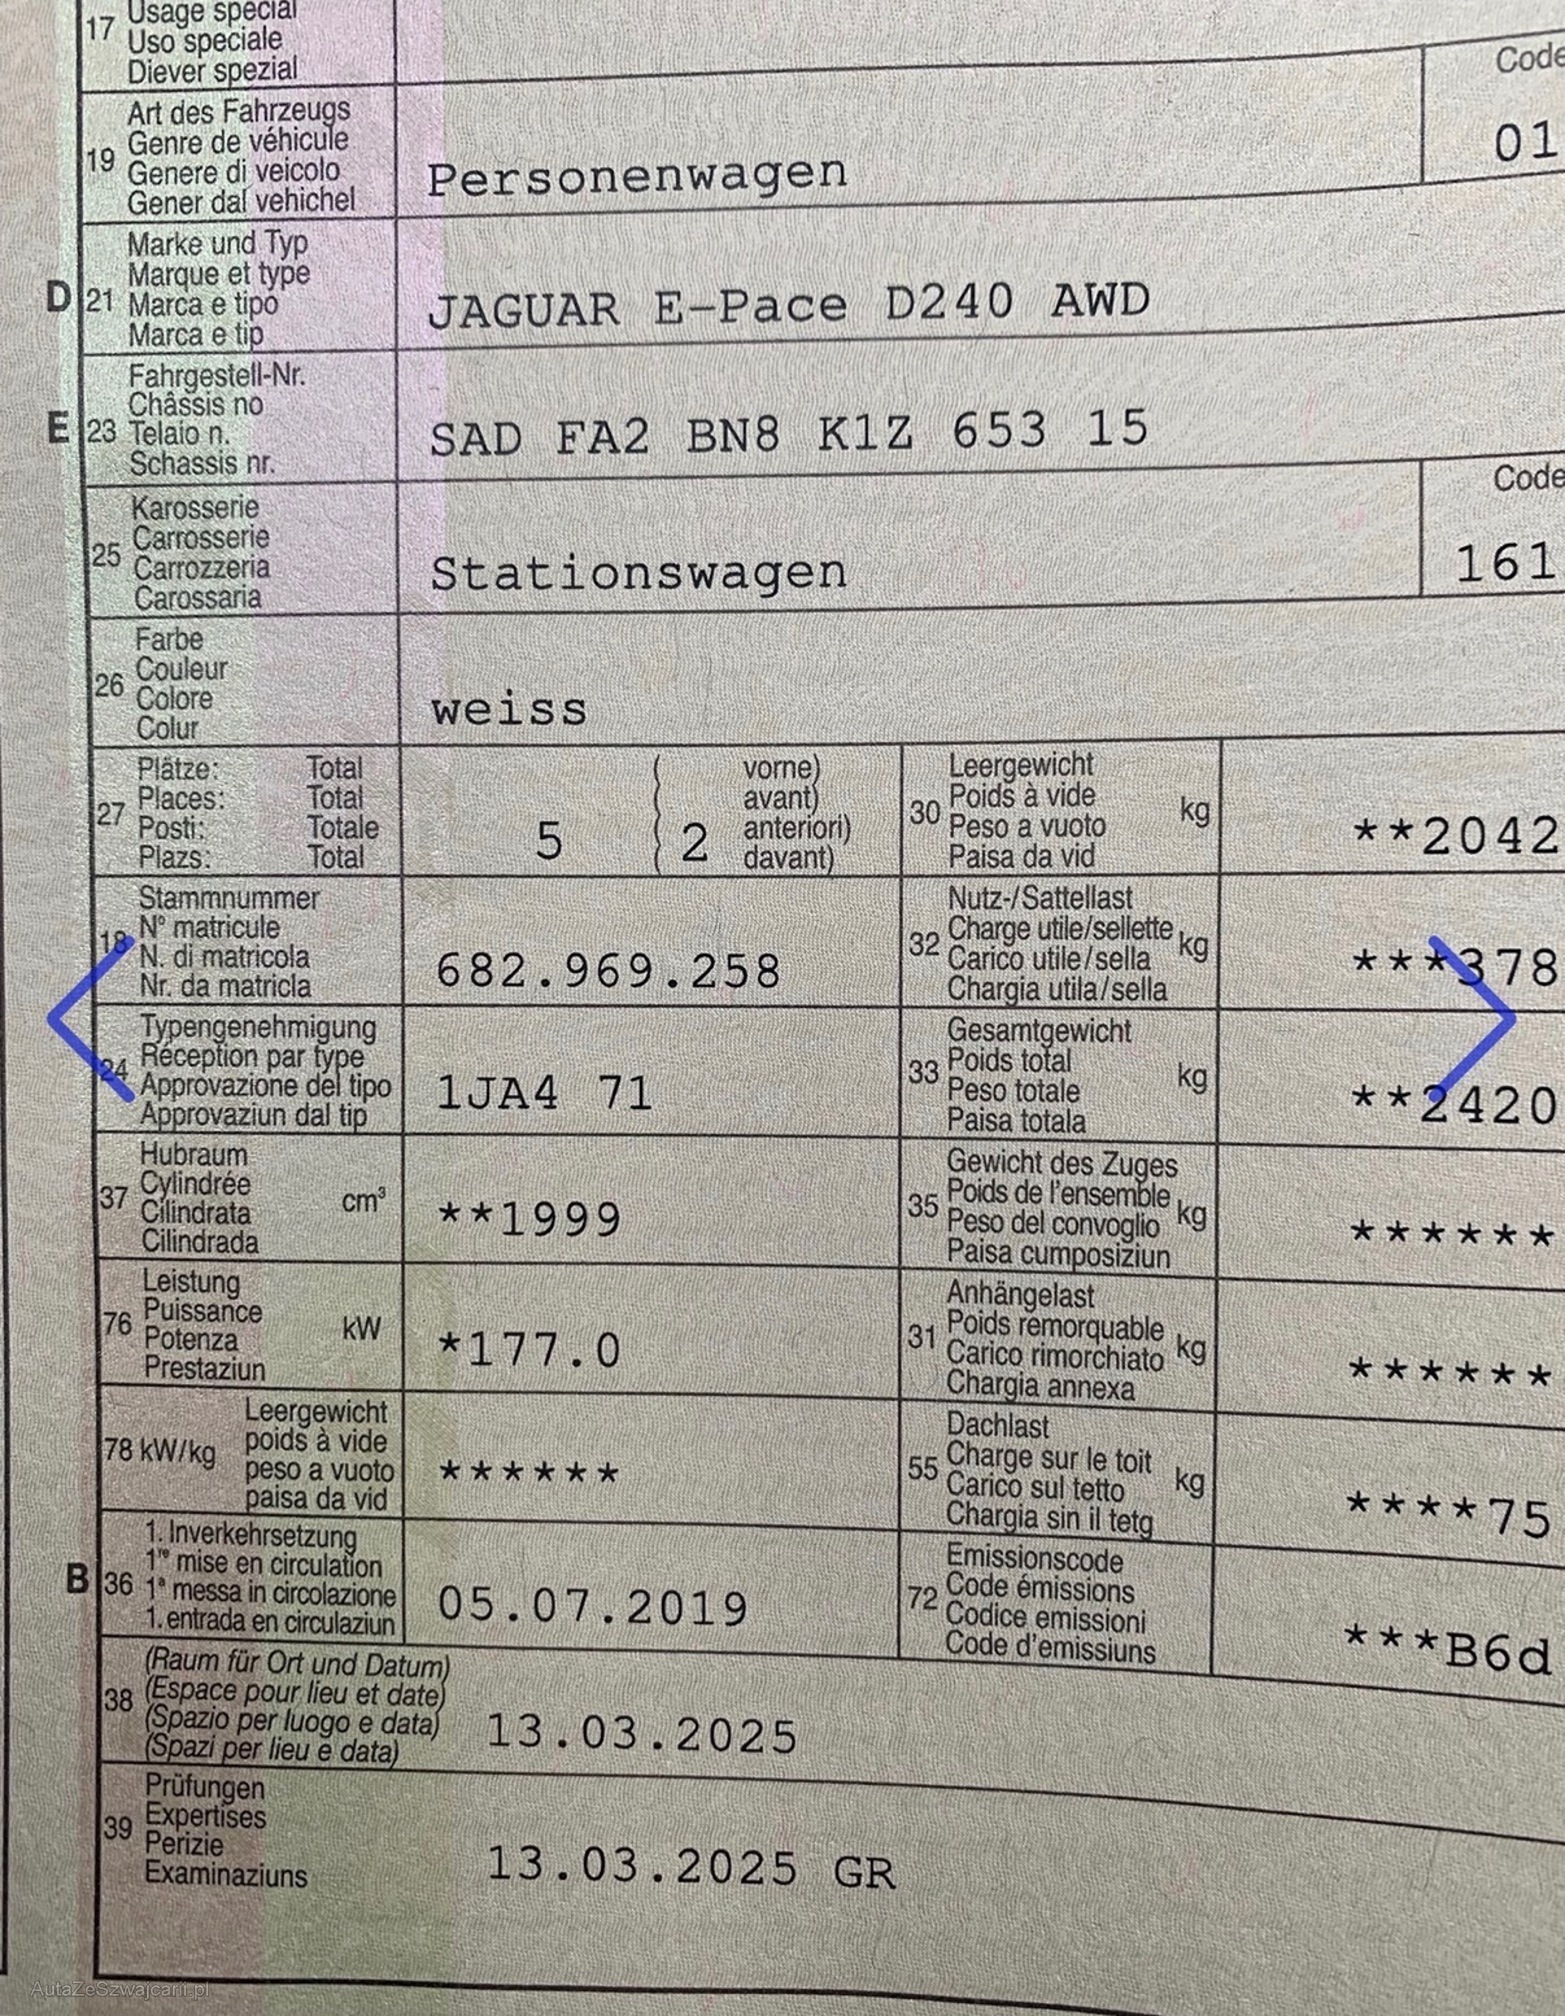 17 Usage spécial
Uso speciale
Diever spezial
19 Art des Fahrzeugs
Genre de véhicule
Genere di veicolo
Gener dal vehichel
Personenwagen
Code
01
D 21 Marke und Typ
Marque et type
Marca e tipo
Marca e tip
JAGUAR E-Pace D240 AWD
E 23 Fahrgestell-Nr.
Châssis no
Telaio n.
Schassis nr.
SAD FA2 BN8 K1Z 653 15
25 Karosserie
Carrosserie
Carrozzeria
Carossaria
Stationswagen
Code
161
26 Farbe
Couleur
Colore
Colur
weiss
27 Plätze: Total
Places: Total
Posti: Totale
Plazs: Total
5 ( 2 vorne)
avant)
anteriori)
davant)
30 Leergewicht
Poids à vide
Peso a vuoto
Paisa da vid
kg
**2042
18 Stammnummer
N° matricule
N. di matricola
Nr. da matricla
682.969.258
32 Nutz-/Sattellast
Charge utile/sellette
Carico utile/sella
Chargia utila/sella
kg
***378
24 Typengenehmigung
Réception par type
Approvazione del tipo
Approvaziun dal tip
1JA4 71
33 Gesamtgewicht
Poids total
Peso totale
Paisa totala
kg
**2420
37 Hubraum
Cylindrée
Cilindrata
Cilindrada
cm³
**1999
35 Gewicht des Zuges
Poids de l'ensemble
Peso del convoglio
Paisa cumposiziun
kg
******
76 Leistung
Puissance
Potenza
Prestaziun
kW
*177.0
31 Anhängelast
Poids remorquable
Carico rimorchiato
Chargia annexa
kg
******
78 kW/kg Leergewicht
poids à vide
peso a vuoto
paisa da vid
******
55 Dachlast
Charge sur le toit
Carico sul tetto
Chargia sin il tetg
kg
****75
B 36 1. Inverkehrsetzung
1re mise en circulation
1a messa in circolazione
1. entrada en circulaziun
05.07.2019
72 Emissionscode
Code émissions
Codice emissioni
Code d'emissiuns
***B6d
38 (Raum für Ort und Datum)
(Espace pour lieu et date)
(Spazio per luogo e data)
(Spazi per lieu e data)
13.03.2025
39 Prüfungen
Expertises
Perizie
Examinaziuns
13.03.2025 GR
AutaZeSzwajcarii.pl